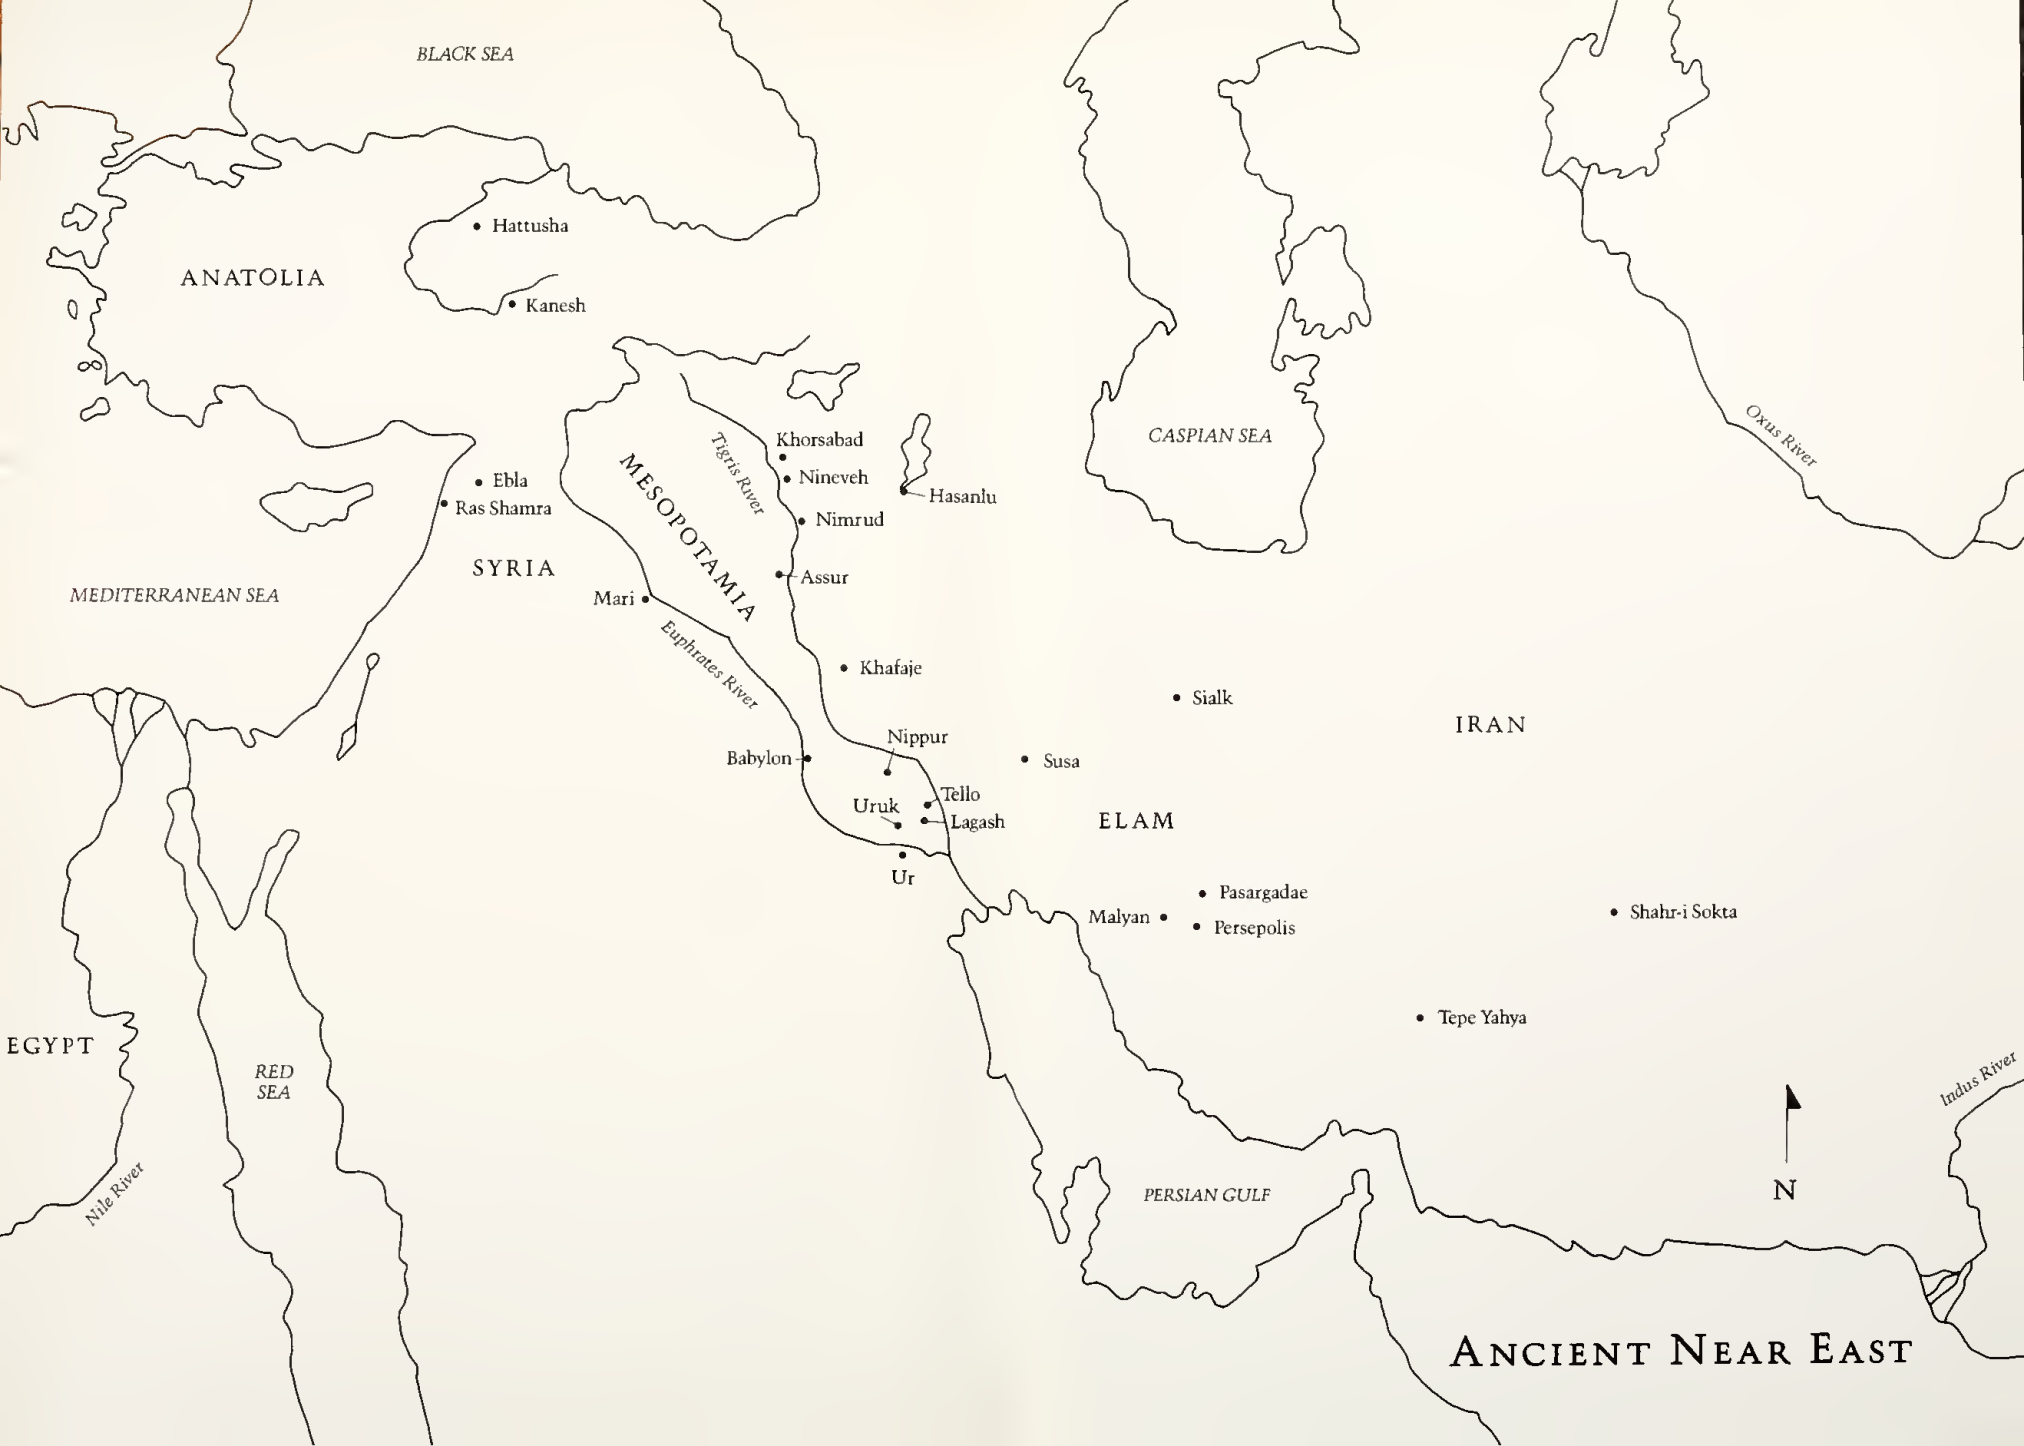 BLACK SEA
Hattusha
ANATOLIA
Kanesh
Oxus River
CASPIAN SEA
Khorsabad
Tigris River
Nineveh
MESOPOTAMIA
Ebla
Hasanlu
Ras Shamra
Nimrud
SYRIA
Assur
MEDITERRANEAN SEA
Mari
Euphrates River
Khafaje
Sialk
IRAN
Nippur
Babylon
Susa
Tello
Uruk
Lagash
ELAM
Ur
Pasargadae
Malyan
Shahr-i Sokta
Persepolis
Tepe Yahya
EGYPT
RED
SEA
Indus River
Nile River
PERSIAN GULF
N
ANCIENT NEAR EAST